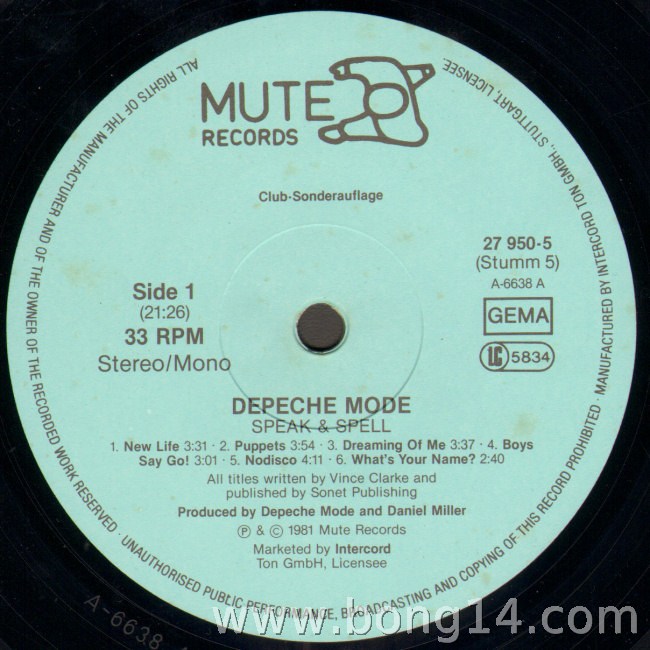 MUTE
RECORDS
Club-Sonderauflage
27 950-5
(Stumm 5)
A-6638 A
GEMA
LC 5834
Side 1
(21:26)
33 RPM
Stereo/Mono
DEPECHE MODE
SPEAK & SPELL
1. New Life 3:31 · 2. Puppets 3:54 · 3. Dreaming Of Me 3:37 · 4. Boys
Say Go! 3:01 · 5. Nodisco 4:11 · 6. What's Your Name? 2:40
All titles written by Vince Clarke and
published by Sonet Publishing
Produced by Depeche Mode and Daniel Miller
Ⓟ & © 1981 Mute Records
Marketed by Intercord
Ton GmbH, Licensee
ALL RIGHTS OF THE MANUFACTURER AND OF THE OWNER OF THE RECORDED WORK RESERVED · UNAUTHORISED PUBLIC PERFORMANCE, BROADCASTING AND COPYING OF THIS RECORD PROHIBITED · MANUFACTURED BY INTERCORD TON GMBH., STUTTGART, LICENSEE
A-6638
www.bong14.com